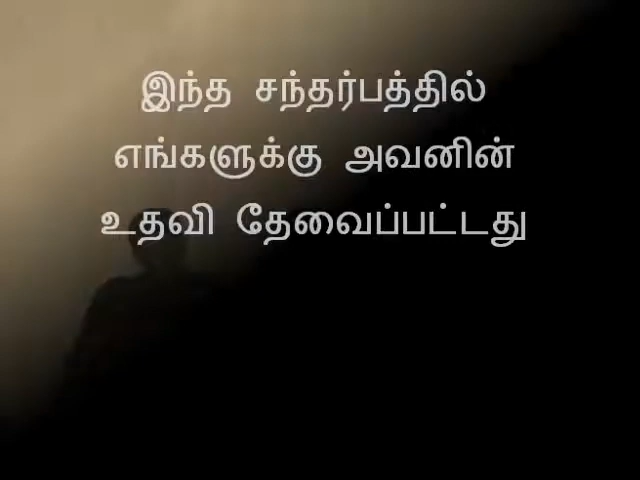 இந்த சந்தர்பத்தில்
எங்களுக்கு அவனின்
உதவி தேவைப்பட்டது